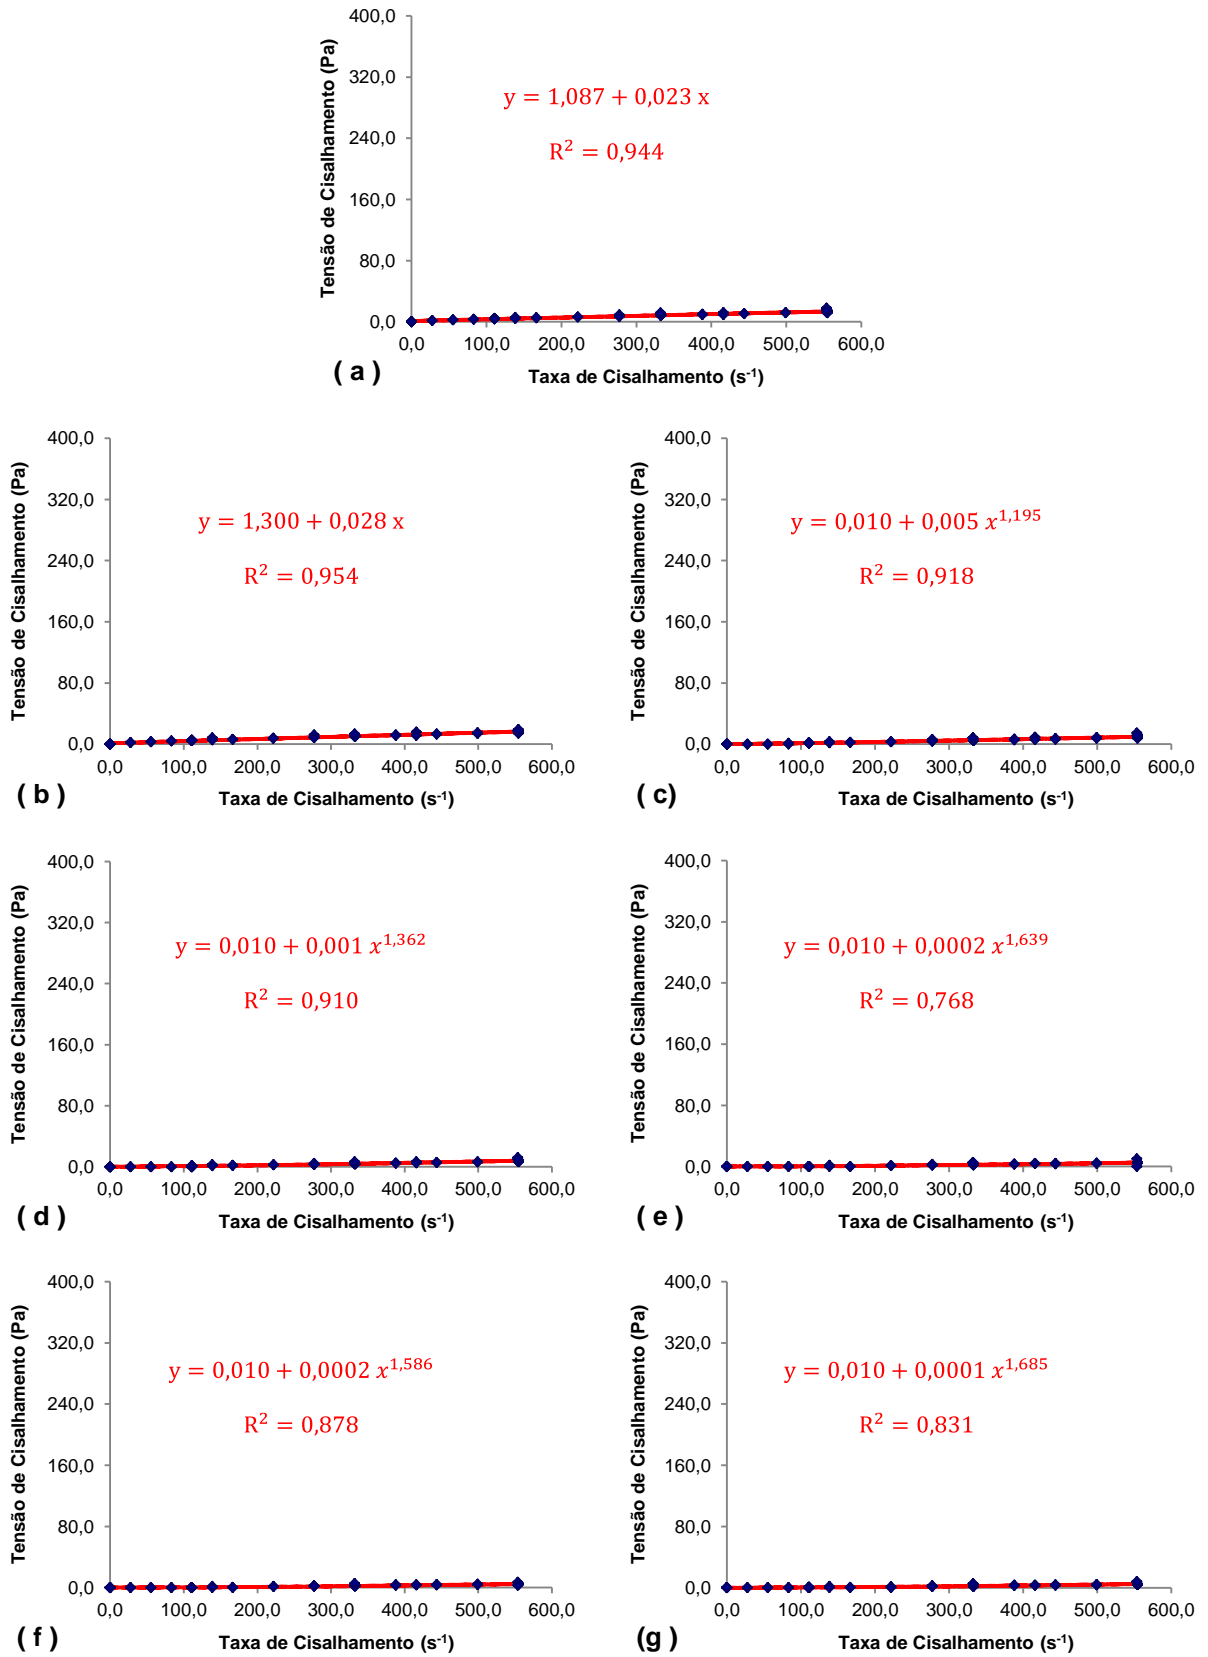 400,0
320,0
240,0
160,0
80,0
0,0
Tensão de Cisalhamento (Pa)
y = 1,087 + 0,023 x
R² = 0,944
0,0 100,0 200,0 300,0 400,0 500,0 600,0
( a )
Taxa de Cisalhamento (s⁻¹)
400,0
320,0
240,0
160,0
80,0
0,0
Tensão de Cisalhamento (Pa)
y = 1,300 + 0,028 x
R² = 0,954
0,0 100,0 200,0 300,0 400,0 500,0 600,0
( b )
Taxa de Cisalhamento (s⁻¹)
400,0
320,0
240,0
160,0
80,0
0,0
Tensão de Cisalhamento (Pa)
y = 0,010 + 0,005 x^1,195
R² = 0,918
0,0 100,0 200,0 300,0 400,0 500,0 600,0
( c)
Taxa de Cisalhamento (s⁻¹)
400,0
320,0
240,0
160,0
80,0
0,0
Tensão de Cisalhamento (Pa)
y = 0,010 + 0,001 x^1,362
R² = 0,910
0,0 100,0 200,0 300,0 400,0 500,0 600,0
( d )
Taxa de Cisalhamento (s⁻¹)
400,0
320,0
240,0
160,0
80,0
0,0
Tensão de Cisalhamento (Pa)
y = 0,010 + 0,0002 x^1,639
R² = 0,768
0,0 100,0 200,0 300,0 400,0 500,0 600,0
( e )
Taxa de Cisalhamento (s⁻¹)
400,0
320,0
240,0
160,0
80,0
0,0
Tensão de Cisalhamento (Pa)
y = 0,010 + 0,0002 x^1,586
R² = 0,878
0,0 100,0 200,0 300,0 400,0 500,0 600,0
( f )
Taxa de Cisalhamento (s⁻¹)
400,0
320,0
240,0
160,0
80,0
0,0
Tensão de Cisalhamento (Pa)
y = 0,010 + 0,0001 x^1,685
R² = 0,831
0,0 100,0 200,0 300,0 400,0 500,0 600,0
(g )
Taxa de Cisalhamento (s⁻¹)